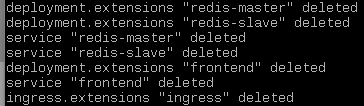 deployment.extensions "redis-master" deleted
deployment.extensions "redis-slave" deleted
service "redis-master" deleted
service "redis-slave" deleted
deployment.extensions "frontend" deleted
service "frontend" deleted
ingress.extensions "ingress" deleted